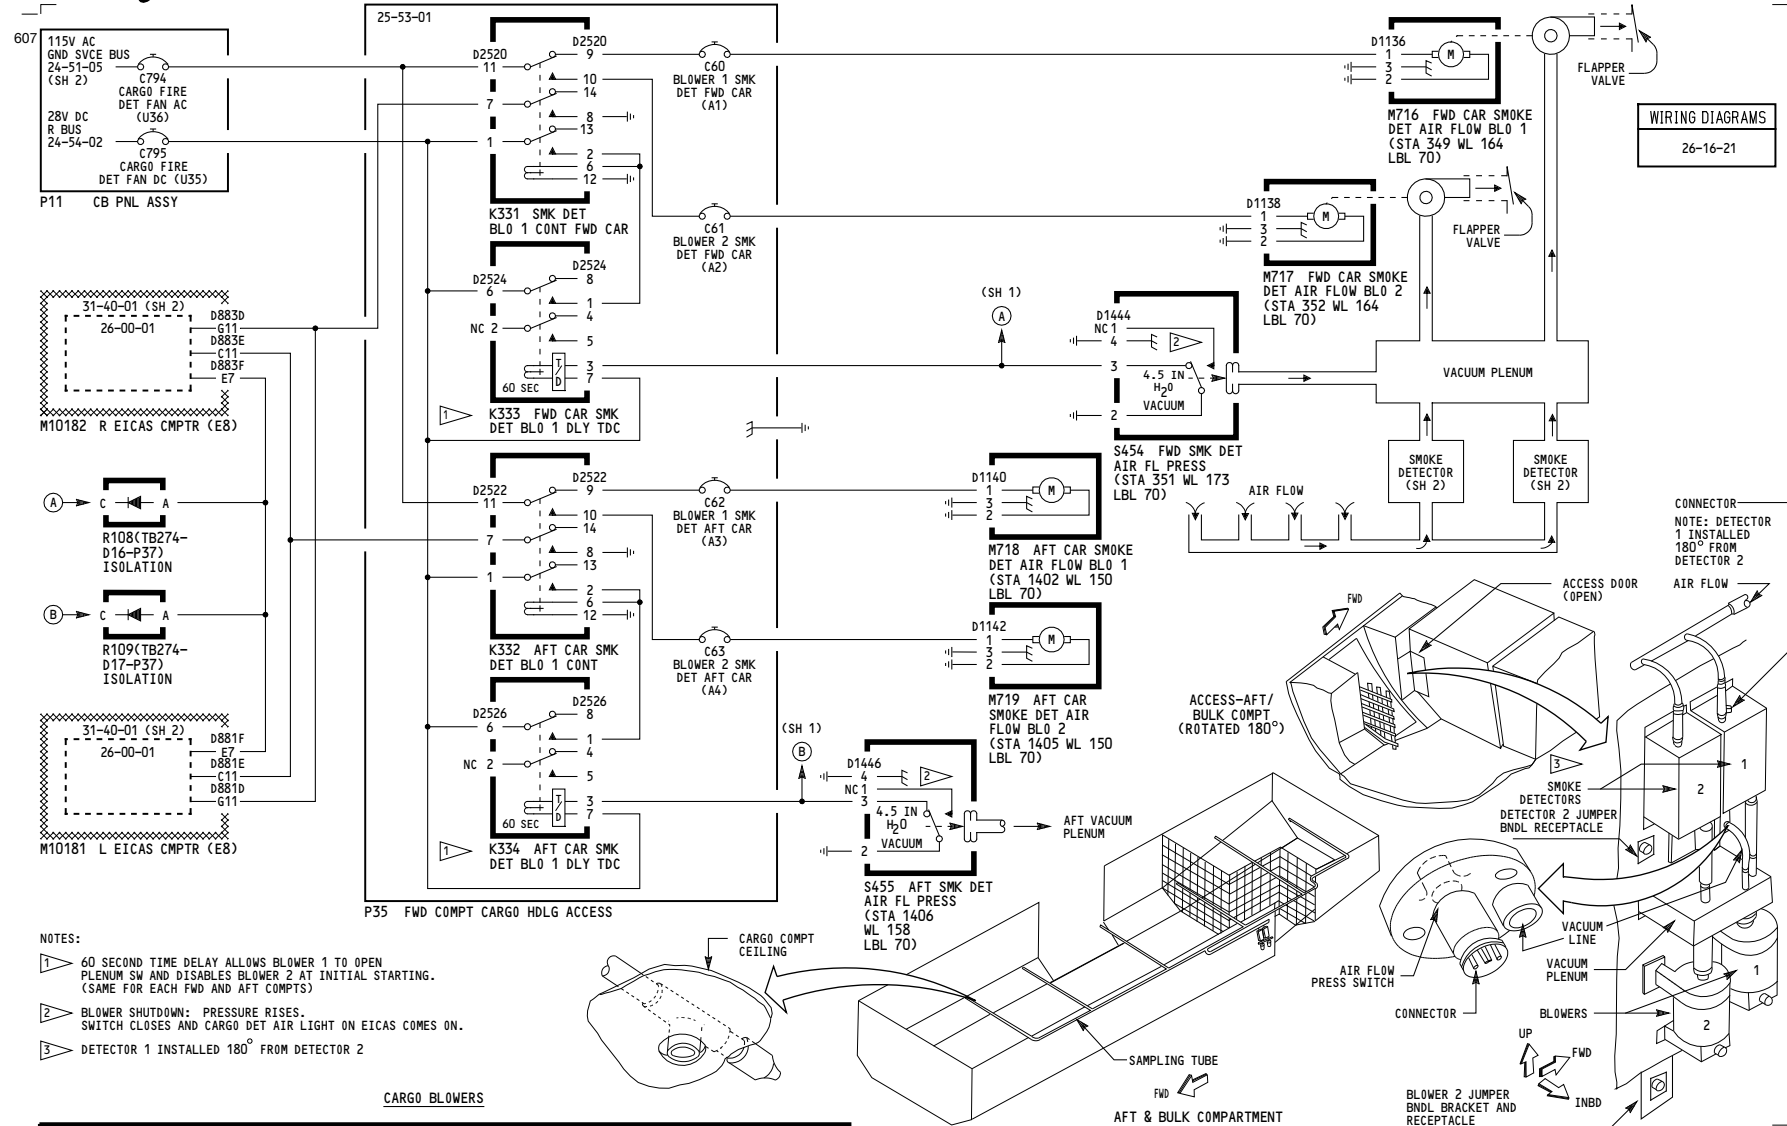 607
115V AC
GND SVCE BUS
24-51-05
(SH 2)
C794
CARGO FIRE
DET FAN AC
(U36)
28V DC
R BUS
24-54-02
C795
CARGO FIRE
DET FAN DC (U35)
P11 CB PNL ASSY
25-53-01
D2520
11
7
1
D2520
9
10
14
8
13
2
6
12
K331 SMK DET
BLO 1 CONT FWD CAR
D2524
6
NC 2
D2524
8
1
4
5
3
7
T/D
60 SEC
1
K333 FWD CAR SMK
DET BLO 1 DLY TDC
D2522
11
7
1
D2522
9
10
14
8
13
2
6
12
K332 AFT CAR SMK
DET BLO 1 CONT
D2526
6
NC 2
D2526
8
1
4
5
3
7
T/D
60 SEC
1
K334 AFT CAR SMK
DET BLO 1 DLY TDC
P35 FWD COMPT CARGO HDLG ACCESS
C60
BLOWER 1 SMK
DET FWD CAR
(A1)
C61
BLOWER 2 SMK
DET FWD CAR
(A2)
C62
BLOWER 1 SMK
DET AFT CAR
(A3)
C63
BLOWER 2 SMK
DET AFT CAR
(A4)
31-40-01 (SH 2)
26-00-01
D883D
G11
D883E
C11
D883F
E7
M10182 R EICAS CMPTR (E8)
A
C A
R108(TB274-
D16-P37)
ISOLATION
B
C A
R109(TB274-
D17-P37)
ISOLATION
31-40-01 (SH 2)
26-00-01
D881F
E7
D881E
C11
D881D
G11
M10181 L EICAS CMPTR (E8)
D1136
1
3
2
M
M716 FWD CAR SMOKE
DET AIR FLOW BLO 1
(STA 349 WL 164
LBL 70)
FLAPPER
VALVE
WIRING DIAGRAMS
26-16-21
D1138
1
3
2
M
M717 FWD CAR SMOKE
DET AIR FLOW BLO 2
(STA 352 WL 164
LBL 70)
FLAPPER
VALVE
(SH 1)
A
D1444
NC 1
4
3
2
2
4.5 IN
H2O
VACUUM
S454 FWD SMK DET
AIR FL PRESS
(STA 351 WL 173
LBL 70)
VACUUM PLENUM
SMOKE
DETECTOR
(SH 2)
SMOKE
DETECTOR
(SH 2)
AIR FLOW
D1140
1
3
2
M
M718 AFT CAR SMOKE
DET AIR FLOW BLO 1
(STA 1402 WL 150
LBL 70)
D1142
1
3
2
M
M719 AFT CAR
SMOKE DET AIR
FLOW BLO 2
(STA 1405 WL 150
LBL 70)
(SH 1)
B
D1446
4
NC 1
3
2
2
4.5 IN
H2O
VACUUM
AFT VACUUM
PLENUM
S455 AFT SMK DET
AIR FL PRESS
(STA 1406
WL 158
LBL 70)
CONNECTOR
NOTE: DETECTOR
1 INSTALLED
180° FROM
DETECTOR 2
AIR FLOW
ACCESS DOOR
(OPEN)
FWD
ACCESS-AFT/
BULK COMPT
(ROTATED 180°)
3
SMOKE
DETECTORS
1
2
DETECTOR 2 JUMPER
BNDL RECEPTACLE
VACUUM
LINE
AIR FLOW
PRESS SWITCH
VACUUM
PLENUM
CONNECTOR
BLOWERS
1
2
UP
FWD
INBD
BLOWER 2 JUMPER
BNDL BRACKET AND
RECEPTACLE
CARGO COMPT
CEILING
SAMPLING TUBE
FWD
AFT & BULK COMPARTMENT
NOTES:
1 60 SECOND TIME DELAY ALLOWS BLOWER 1 TO OPEN
PLENUM SW AND DISABLES BLOWER 2 AT INITIAL STARTING.
(SAME FOR EACH FWD AND AFT COMPTS)
2 BLOWER SHUTDOWN: PRESSURE RISES.
SWITCH CLOSES AND CARGO DET AIR LIGHT ON EICAS COMES ON.
3 DETECTOR 1 INSTALLED 180° FROM DETECTOR 2
CARGO BLOWERS